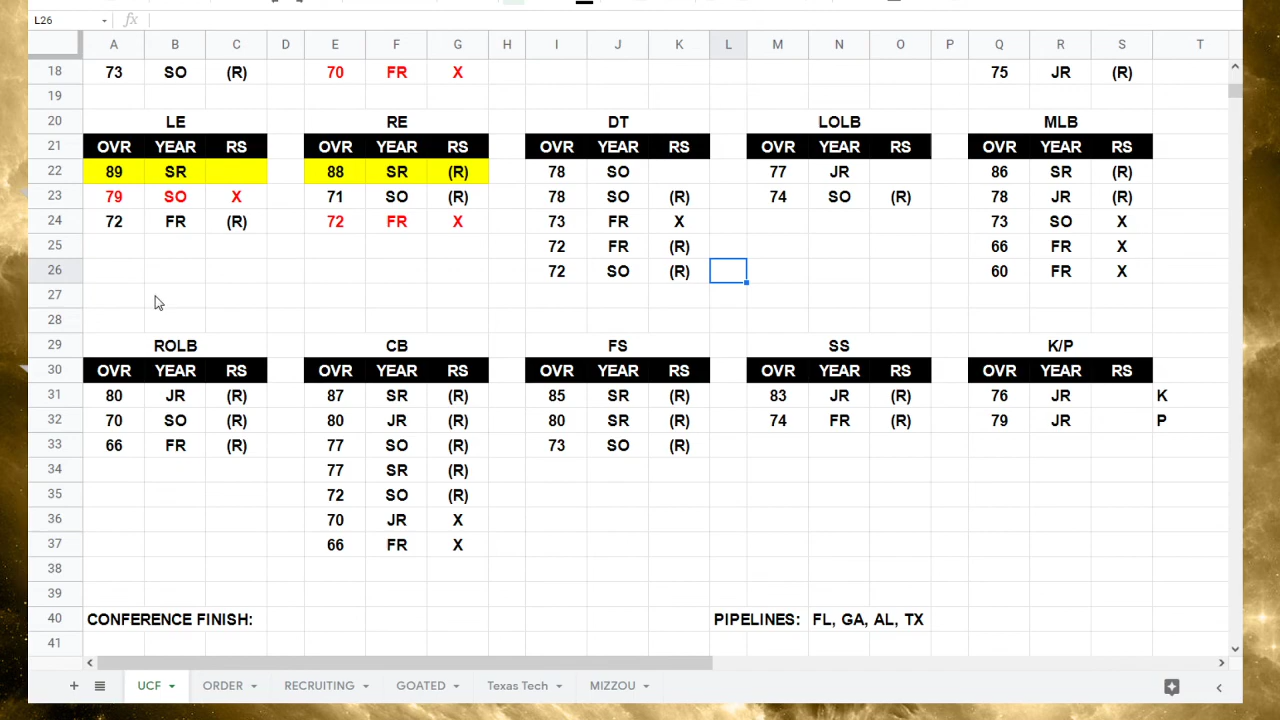 L26 fx
A B C D E F G H I J K L M N O P Q R S T
18 73 SO (R) 70 FR X 75 JR (R)
19
20 LE RE DT LOLB MLB
21 OVR YEAR RS OVR YEAR RS OVR YEAR RS OVR YEAR RS OVR YEAR RS
22 89 SR 88 SR (R) 78 SO 77 JR 86 SR (R)
23 79 SO X 71 SO (R) 78 SO (R) 74 SO (R) 78 JR (R)
24 72 FR (R) 72 FR X 73 FR X 73 SO X
25 72 FR (R) 66 FR X
26 72 SO (R) 60 FR X
27
28
29 ROLB CB FS SS K/P
30 OVR YEAR RS OVR YEAR RS OVR YEAR RS OVR YEAR RS OVR YEAR RS
31 80 JR (R) 87 SR (R) 85 SR (R) 83 JR (R) 76 JR K
32 70 SO (R) 80 JR (R) 80 SR (R) 74 FR (R) 79 JR P
33 66 FR (R) 77 SO (R) 73 SO (R)
34 77 SR (R)
35 72 SO (R)
36 70 JR X
37 66 FR X
38
39
40 CONFERENCE FINISH: PIPELINES: FL, GA, AL, TX
41
UCF ORDER RECRUITING GOATED Texas Tech MIZZOU